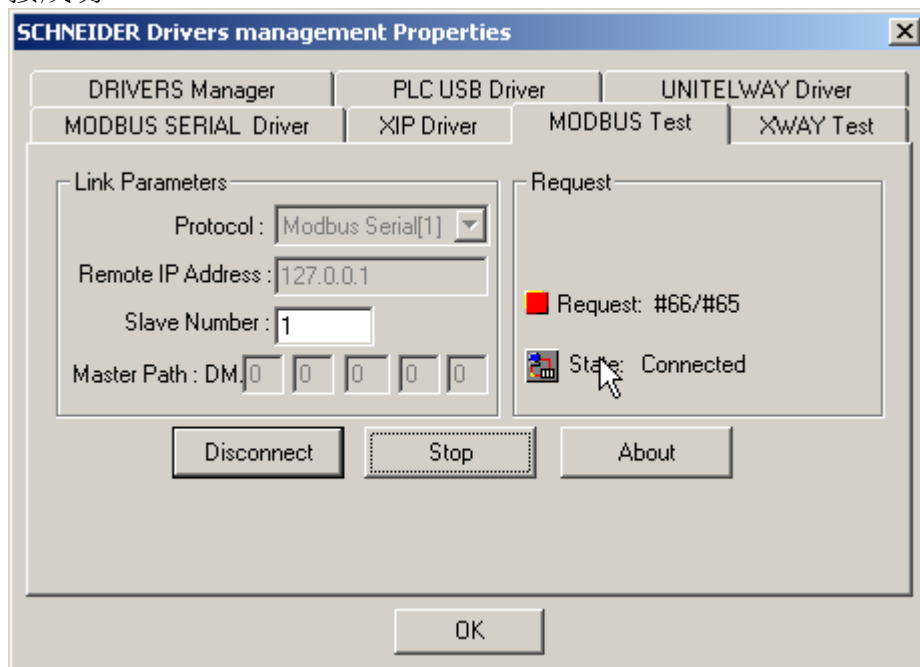 SCHNEIDER Drivers management Properties
DRIVERS Manager
PLC USB Driver
UNITELWAY Driver
MODBUS SERIAL Driver
XIP Driver
MODBUS Test
XWAY Test
Link Parameters
Protocol : Modbus Serial[1]
Remote IP Address : 127.0.0.1
Slave Number : 1
Master Path : DM. 0 0 0 0 0
Request
Request: #66/#65
State: Connected
Disconnect
Stop
About
OK